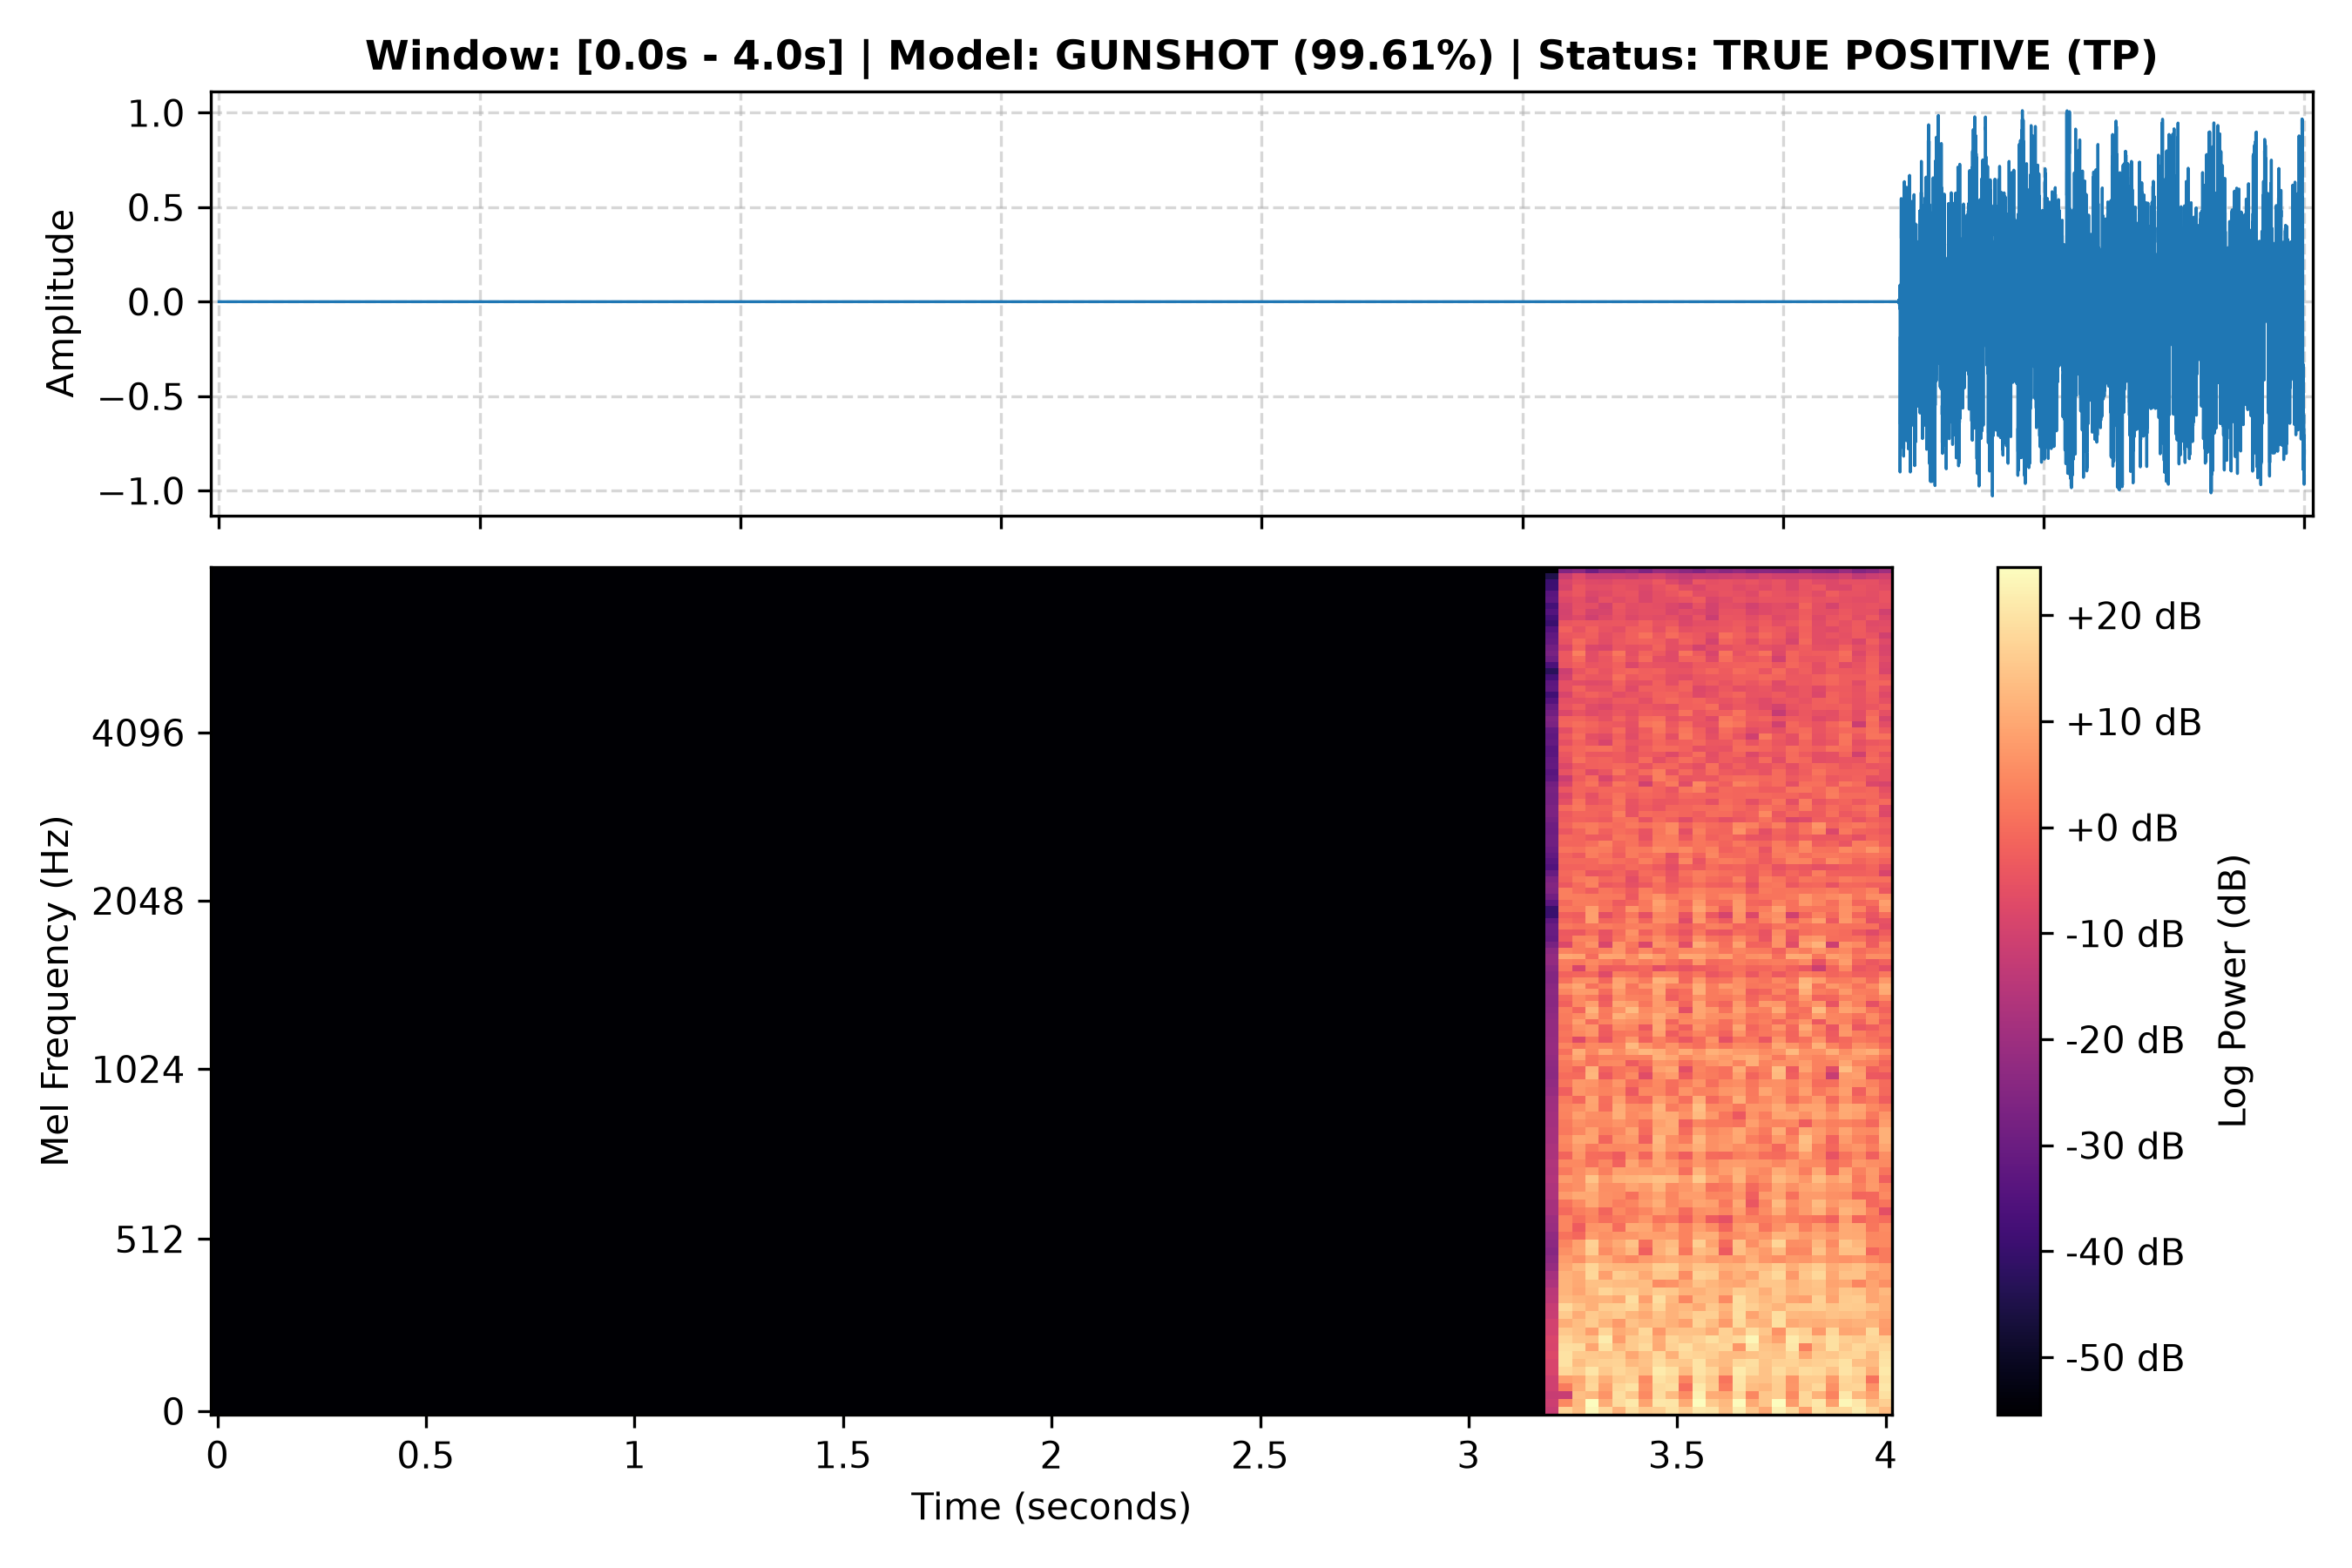 Window: [0.0s - 4.0s] | Model: GUNSHOT (99.61%) | Status: TRUE POSITIVE (TP)
Amplitude
1.0
0.5
0.0
−0.5
−1.0
Mel Frequency (Hz)
4096
2048
1024
512
0
0 0.5 1 1.5 2 2.5 3 3.5 4
Time (seconds)
+20 dB
+10 dB
+0 dB
-10 dB
-20 dB
-30 dB
-40 dB
-50 dB
Log Power (dB)